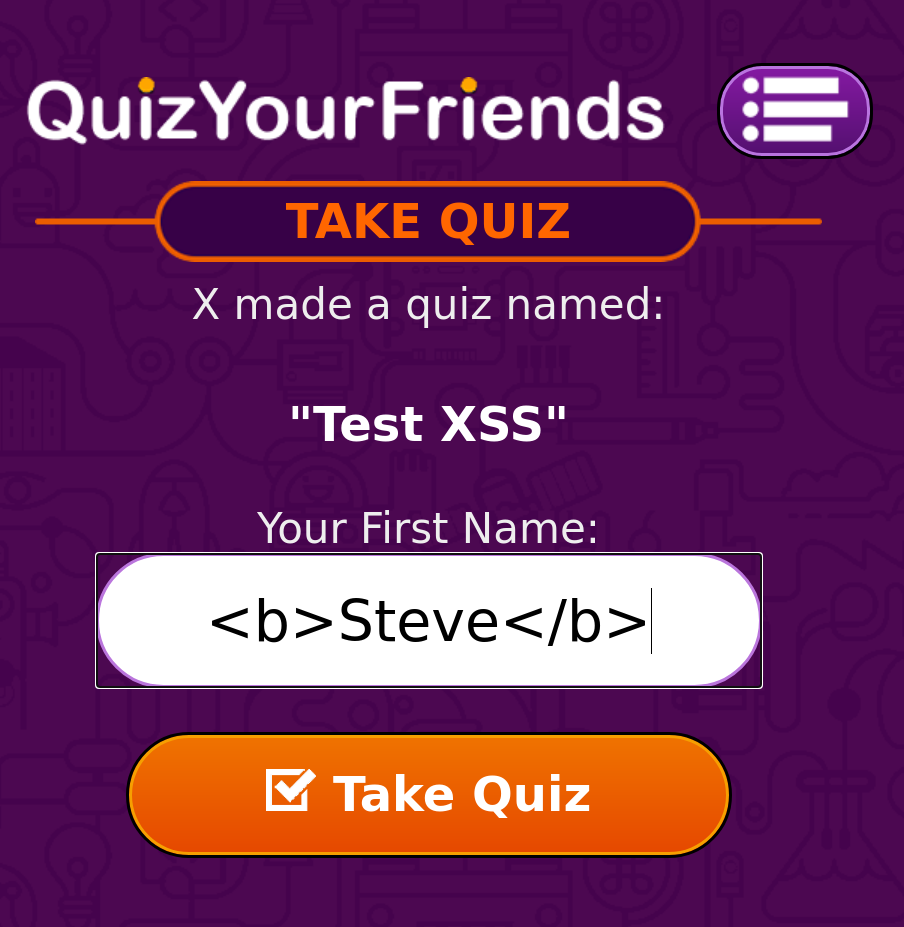 QuizYourFriends
TAKE QUIZ
X made a quiz named:
"Test XSS"
Your First Name:
<b>Steve</b>
Take Quiz